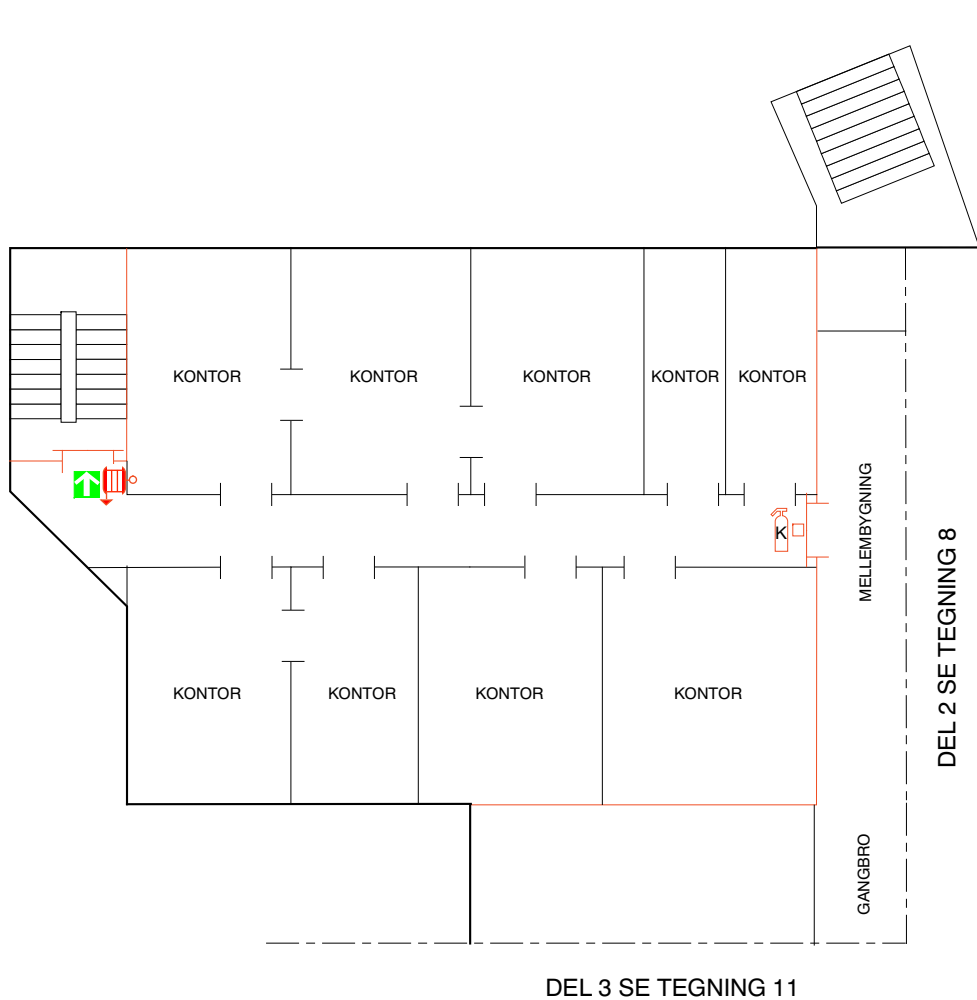 KONTOR KONTOR KONTOR KONTOR KONTOR
K
MELLEMBYGNING
DEL 2 SE TEGNING 8
KONTOR KONTOR KONTOR KONTOR
GANGBRO
DEL 3 SE TEGNING 11